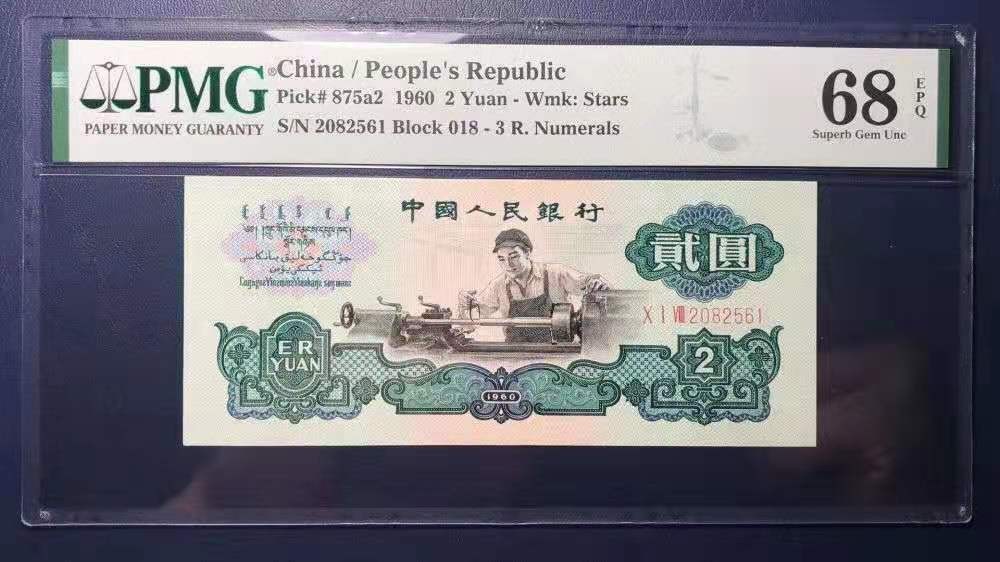 PMG®
PAPER MONEY GUARANTY
China / People's Republic
Pick# 875a2 1960 2 Yuan - Wmk: Stars
S/N 2082561 Block 018 - 3 R. Numerals
68
EPQ
Superb Gem Unc
中國人民銀行
貳圓
X I VIII 2082561
ER
YUAN
2
1960